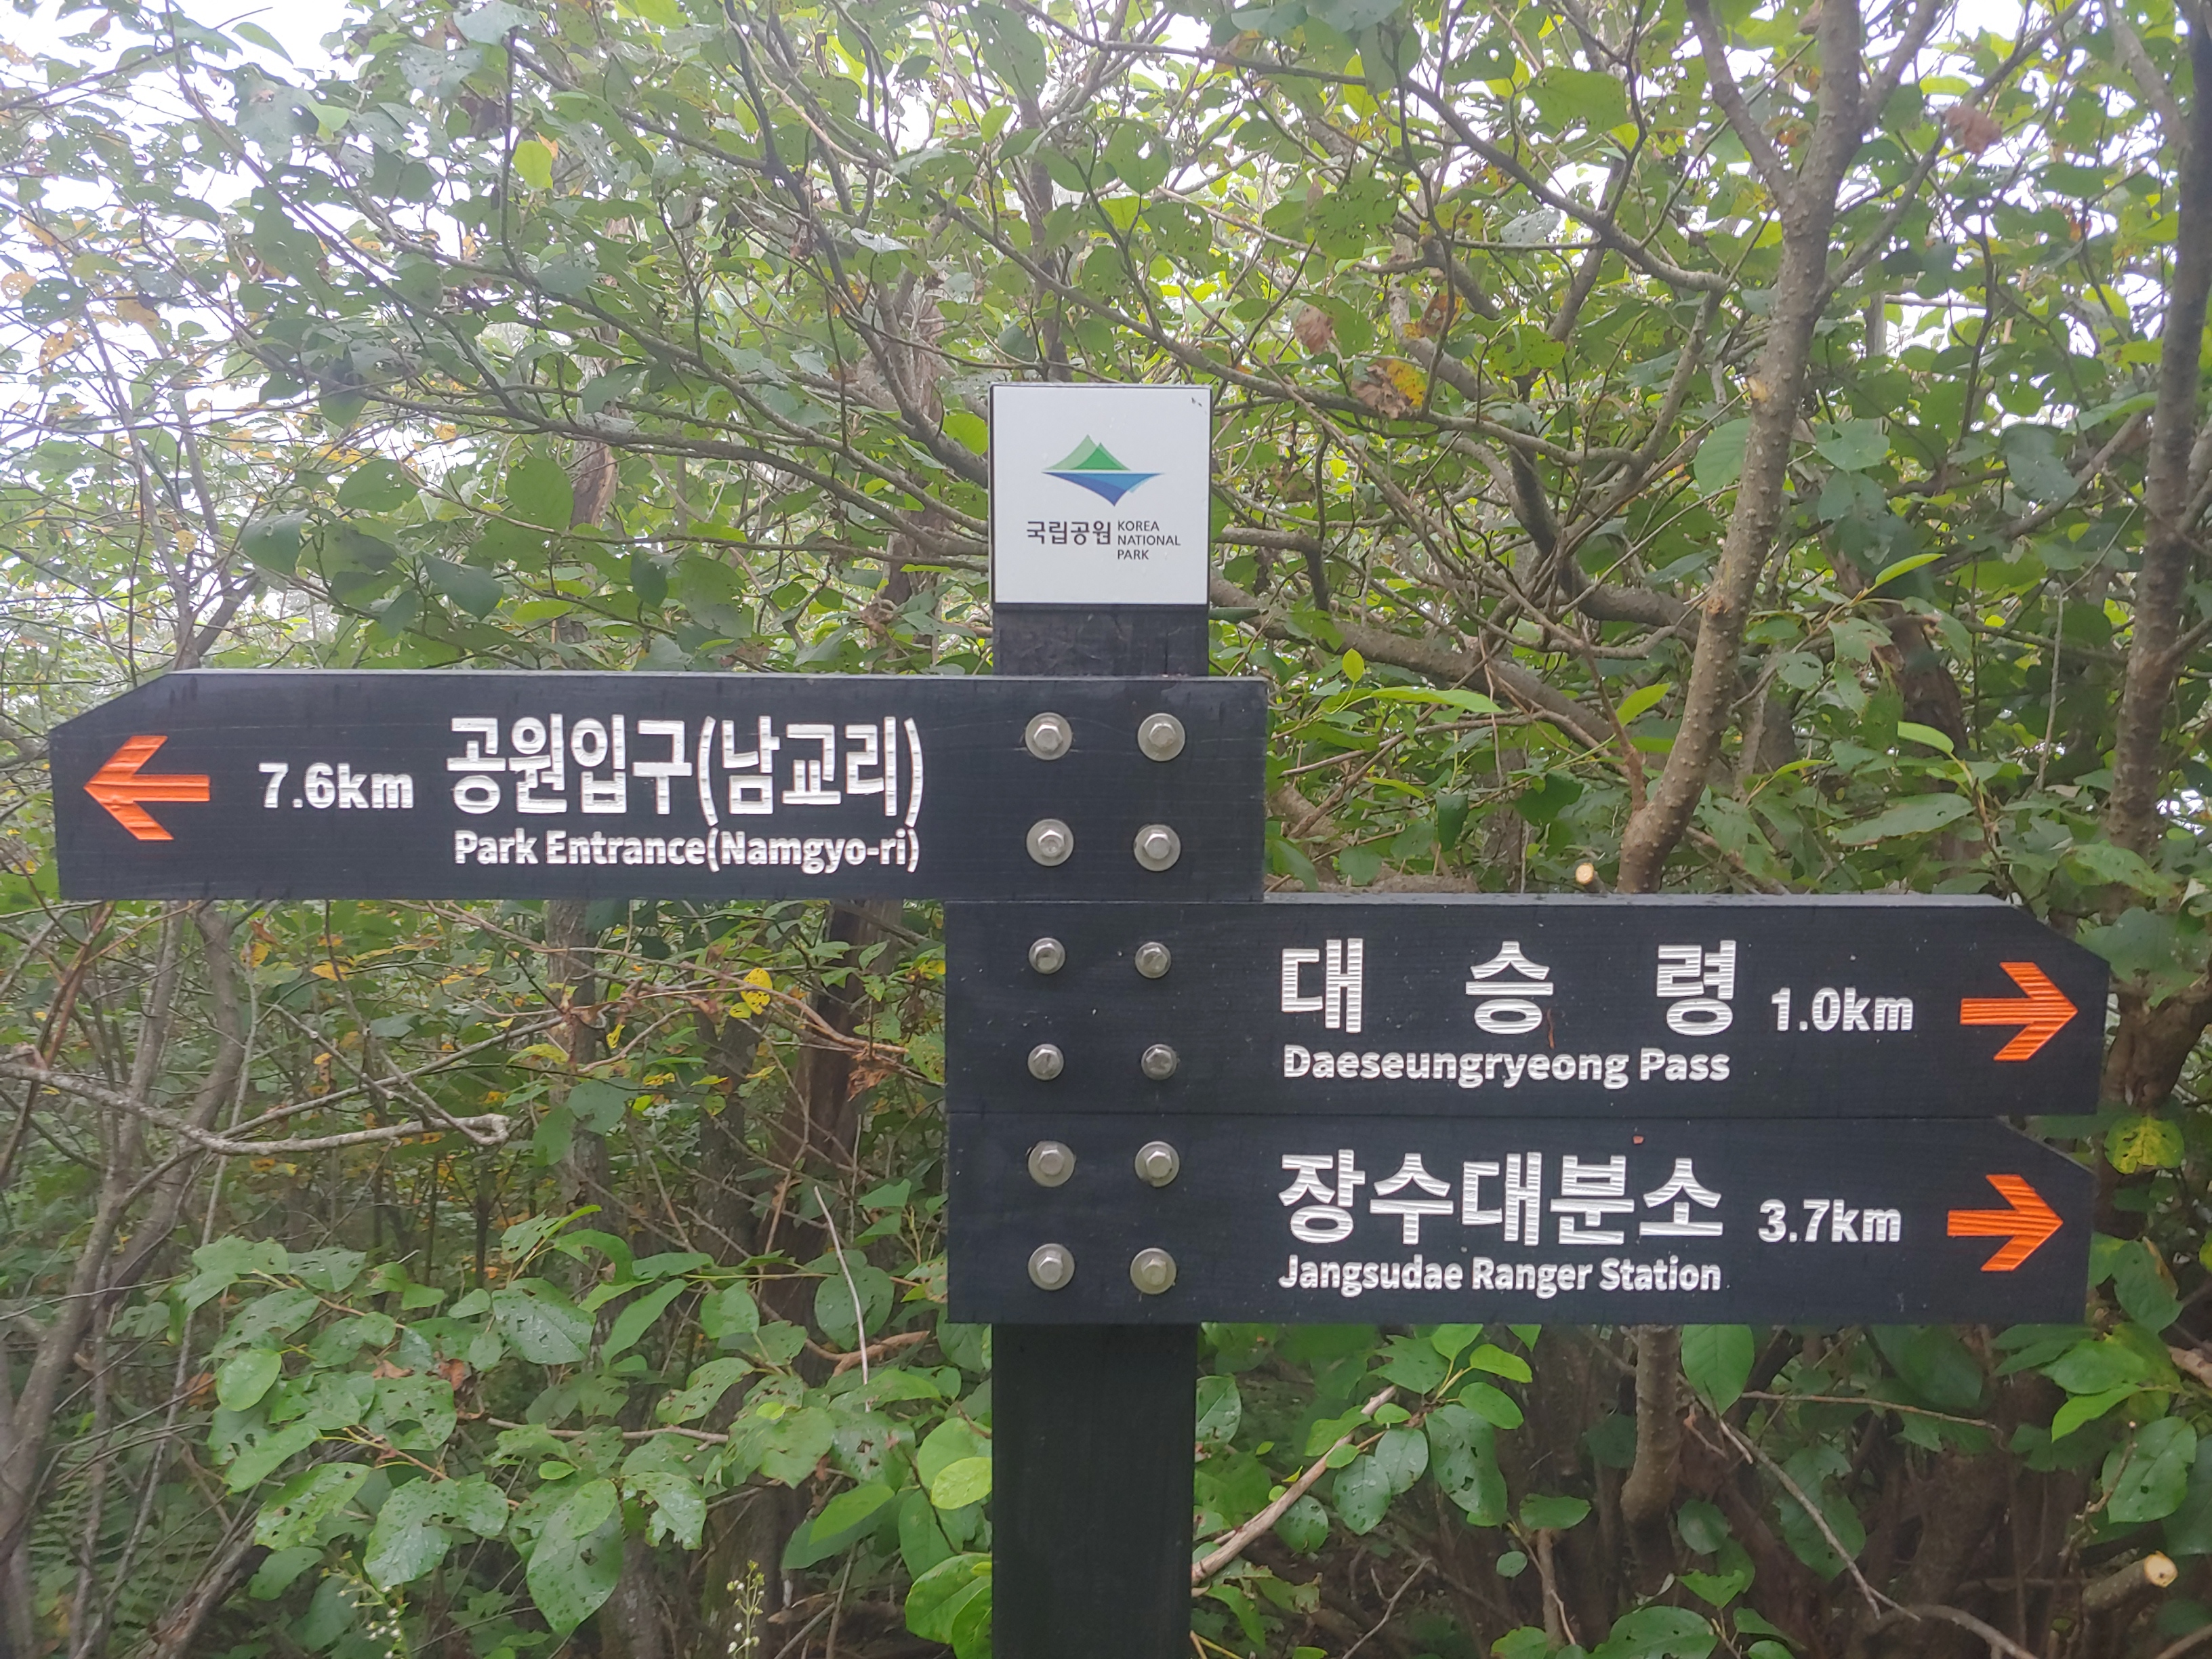 국립공원 KOREA
NATIONAL
PARK
7.6km 공원입구(남교리)
Park Entrance(Namgyo-ri)
대 승 령 1.0km
Daeseungryeong Pass
장수대분소 3.7km
Jangsudae Ranger Station